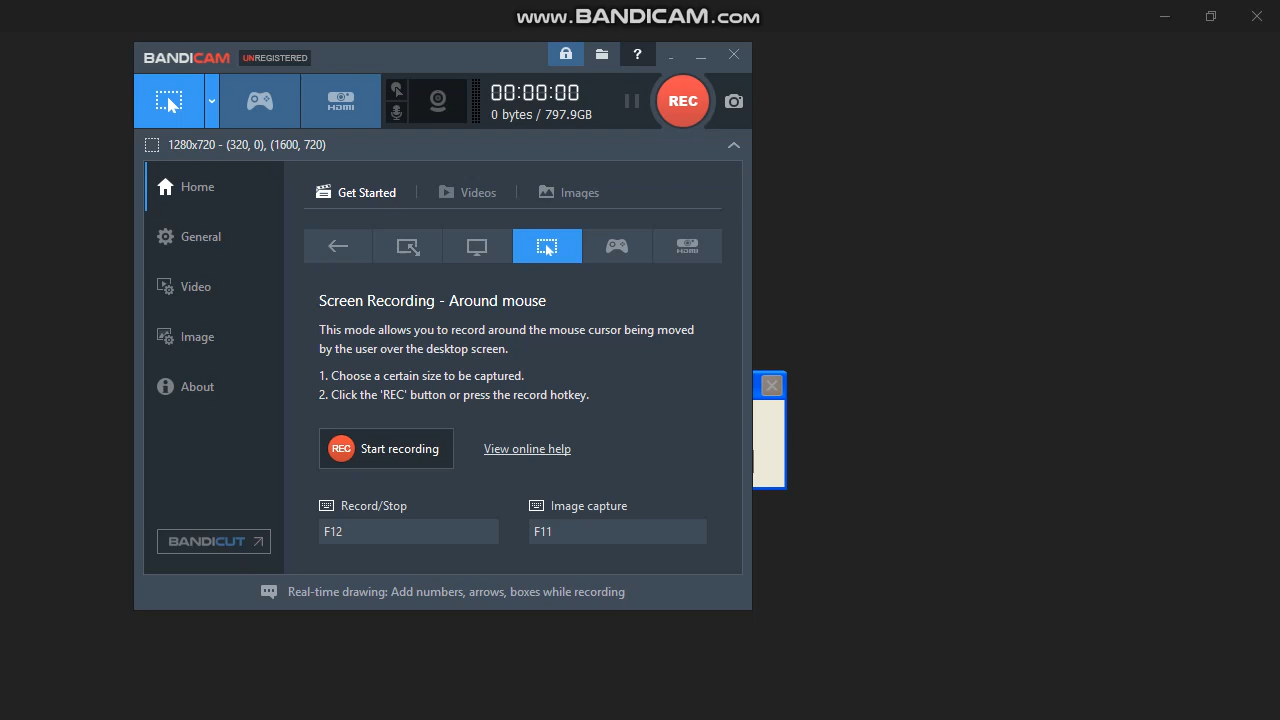 www.BANDICAM.com
BANDICAM UNREGISTERED
?
HDMI
00:00:00
0 bytes / 797.9GB
REC
1280x720 - (320, 0), (1600, 720)
Home
General
Video
Image
About
BANDICUT
Get Started
Videos
Images
HDMI
Screen Recording - Around mouse
This mode allows you to record around the mouse cursor being moved
by the user over the desktop screen.
1. Choose a certain size to be captured.
2. Click the 'REC' button or press the record hotkey.
REC Start recording
View online help
Record/Stop
F12
Image capture
F11
Real-time drawing: Add numbers, arrows, boxes while recording